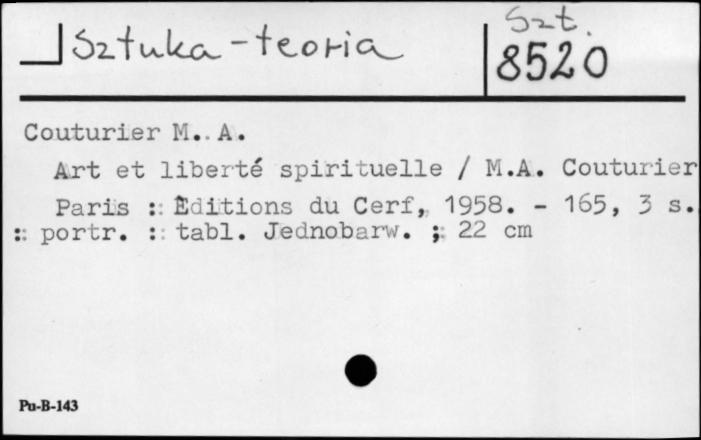 Sztuka - teoria
Szt.
8520
Couturier M. A.
Art et liberté spirituelle / M.A. Couturier
Paris : Éditions du Cerf, 1958. - 165, 3 s.
: portr. : tabl. Jednobarw. ; 22 cm
Pu-B-143